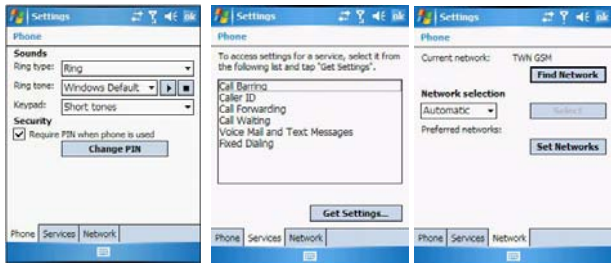 Settings
ok
Phone
Sounds
Ring type: Ring
Ring tone: Windows Default
Keypad: Short tones
Security
Require PIN when phone is used
Change PIN
Phone Services Network
Settings
ok
Phone
To access settings for a service, select it from
the following list and tap "Get Settings".
Call Barring
Caller ID
Call Forwarding
Call Waiting
Voice Mail and Text Messages
Fixed Dialing
Get Settings...
Phone Services Network
Settings
ok
Phone
Current network: TWN GSM
Find Network
Network selection
Automatic Select
Preferred networks:
Set Networks
Phone Services Network